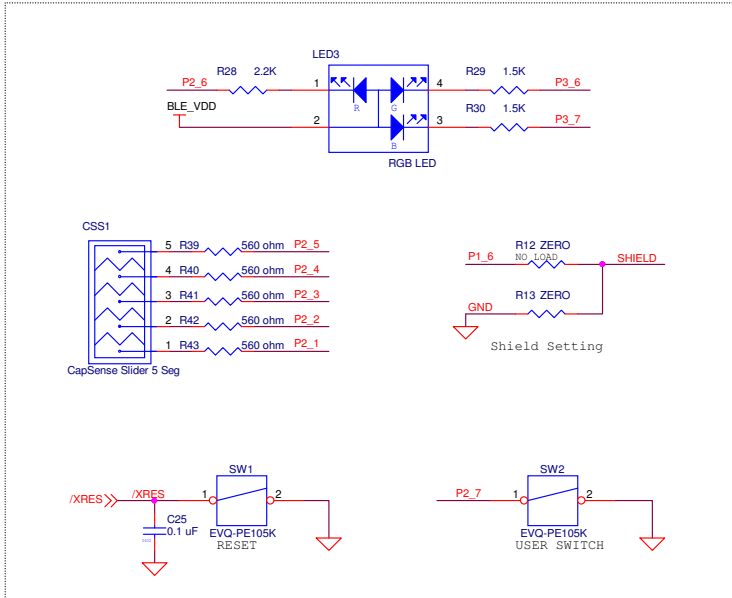 LED3
R28 2.2K
P2_6
1
R
G
4
R29 1.5K
P3_6
BLE_VDD
2
B
3
R30 1.5K
P3_7
RGB LED
CSS1
5 R39 560 ohm P2_5
4 R40 560 ohm P2_4
3 R41 560 ohm P2_3
2 R42 560 ohm P2_2
1 R43 560 ohm P2_1
CapSense Slider 5 Seg
R12 ZERO
P1_6
NO LOAD
SHIELD
R13 ZERO
GND
Shield Setting
SW1
/XRES
/XRES
1
2
C25
0.1 uF
EVQ-PE105K
RESET
SW2
P2_7
1
2
EVQ-PE105K
USER SWITCH